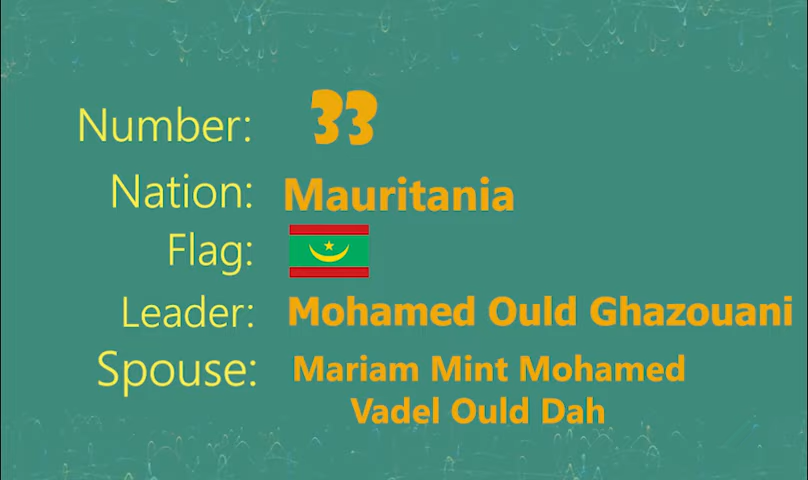 Number: 33
Nation: Mauritania
Flag:
Leader: Mohamed Ould Ghazouani
Spouse: Mariam Mint Mohamed
Vadel Ould Dah